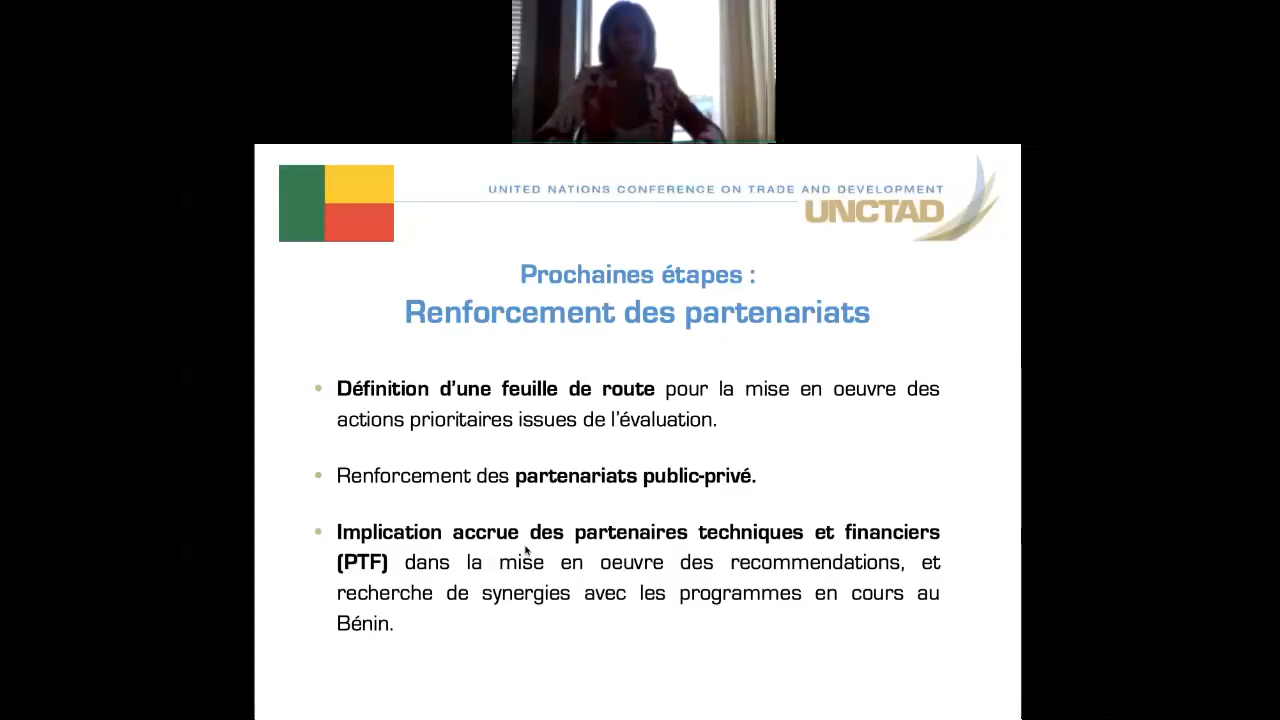 UNITED NATIONS CONFERENCE ON TRADE AND DEVELOPMENT
UNCTAD
Prochaines étapes :
Renforcement des partenariats
• Définition d'une feuille de route pour la mise en oeuvre des
actions prioritaires issues de l'évaluation.
• Renforcement des partenariats public-privé.
• Implication accrue des partenaires techniques et financiers
(PTF) dans la mise en oeuvre des recommendations, et
recherche de synergies avec les programmes en cours au
Bénin.